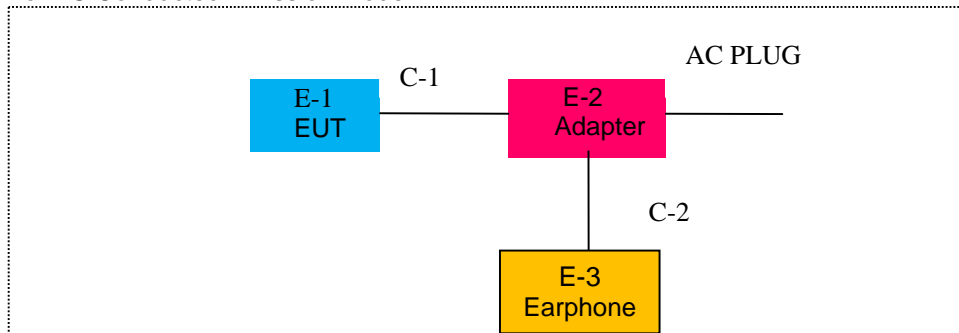 AC PLUG
C-1
E-1
EUT
E-2
Adapter
C-2
E-3
Earphone